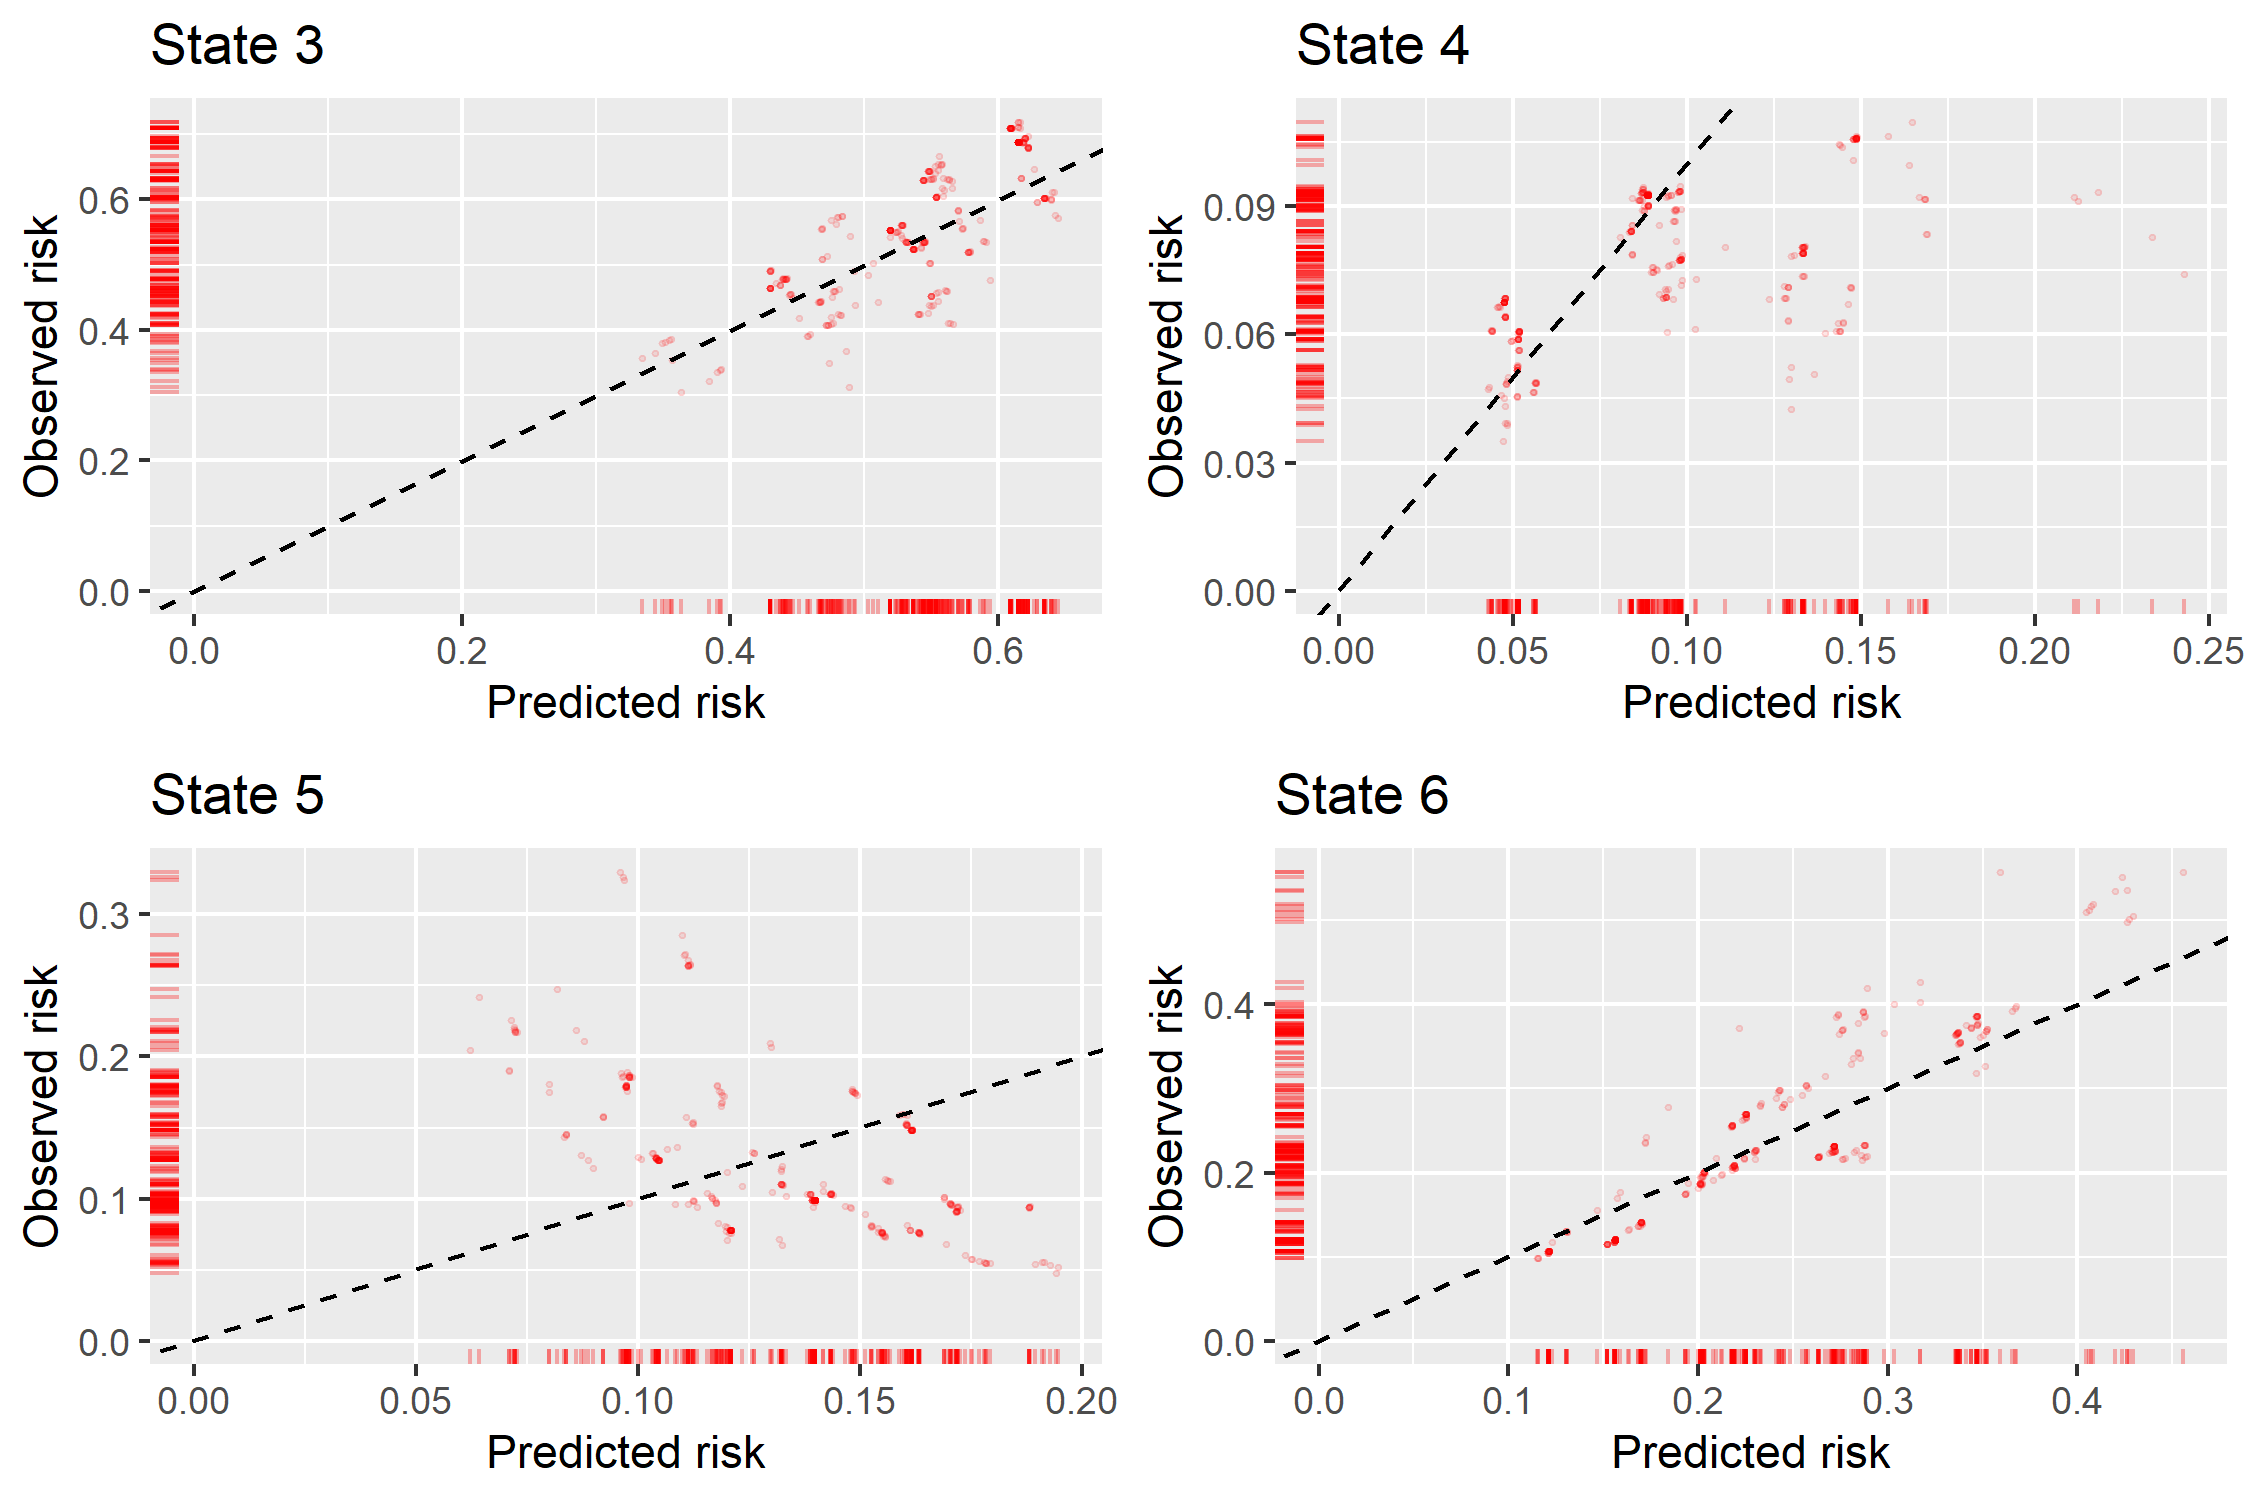 State 3
Observed risk
0.6
0.4
0.2
0.0
0.0 0.2 0.4 0.6
Predicted risk
State 4
Observed risk
0.09
0.06
0.03
0.00
0.00 0.05 0.10 0.15 0.20 0.25
Predicted risk
State 5
Observed risk
0.3
0.2
0.1
0.0
0.00 0.05 0.10 0.15 0.20
Predicted risk
State 6
Observed risk
0.4
0.2
0.0
0.0 0.1 0.2 0.3 0.4
Predicted risk